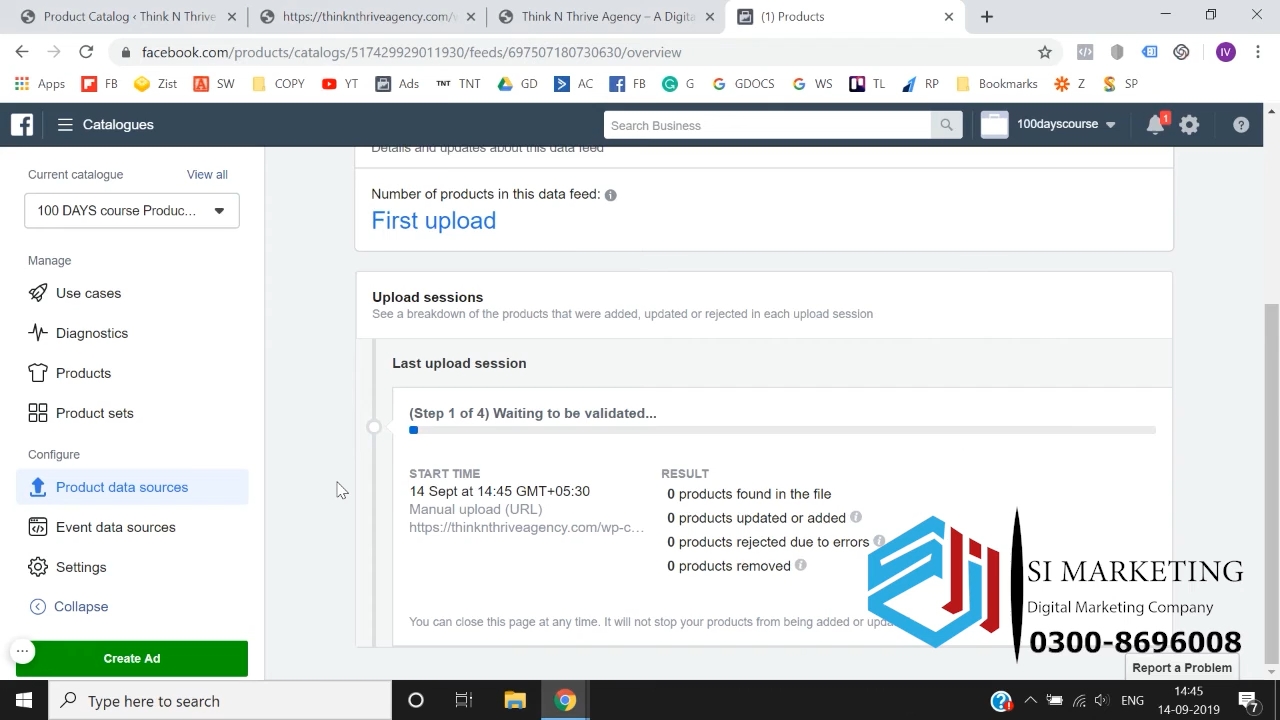 Product Catalog ‹ Think N Thrive
https://thinknthriveagency.com/w
Think N Thrive Agency – A Digita
(1) Products
facebook.com/products/catalogs/517429929011930/feeds/697507180730630/overview
IV
Apps
FB
Zist
SW
COPY
YT
Ads
TNT TNT
GD
AC
FB
G
GDOCS
WS
TL
RP
Bookmarks
Z
SP
Catalogues
Search Business
100dayscourse
1
Current catalogue
View all
100 DAYS course Produc...
Manage
Use cases
Diagnostics
Products
Product sets
Configure
Product data sources
Event data sources
Settings
Collapse
Create Ad
Details and updates about this data feed
Number of products in this data feed:
First upload
Upload sessions
See a breakdown of the products that were added, updated or rejected in each upload session
Last upload session
(Step 1 of 4) Waiting to be validated...
START TIME
14 Sept at 14:45 GMT+05:30
Manual upload (URL)
https://thinknthriveagency.com/wp-c...
RESULT
0 products found in the file
0 products updated or added
0 products rejected due to errors
0 products removed
You can close this page at any time. It will not stop your products from being added or upda
SI MARKETING
Digital Marketing Company
0300-8696008
Report a Problem
Type here to search
ENG
14:45
14-09-2019
7